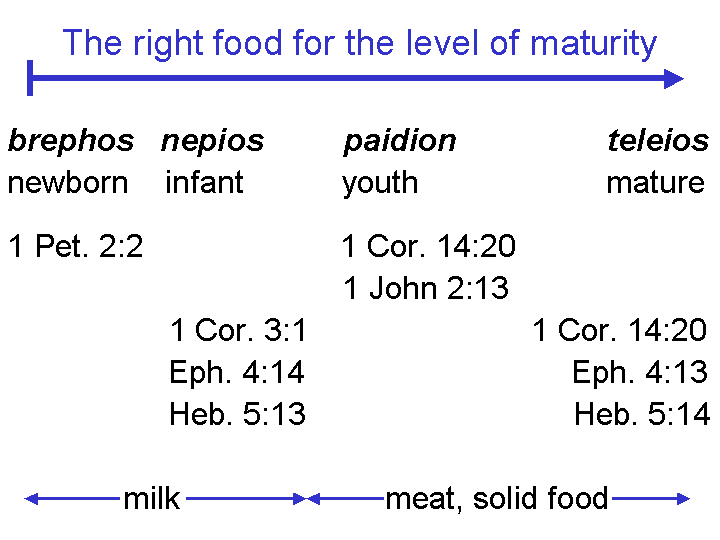 The right food for the level of maturity
brephos nepios paidion teleios
newborn infant youth mature
1 Pet. 2:2 1 Cor. 14:20
1 John 2:13
1 Cor. 3:1 1 Cor. 14:20
Eph. 4:14 Eph. 4:13
Heb. 5:13 Heb. 5:14
milk meat, solid food